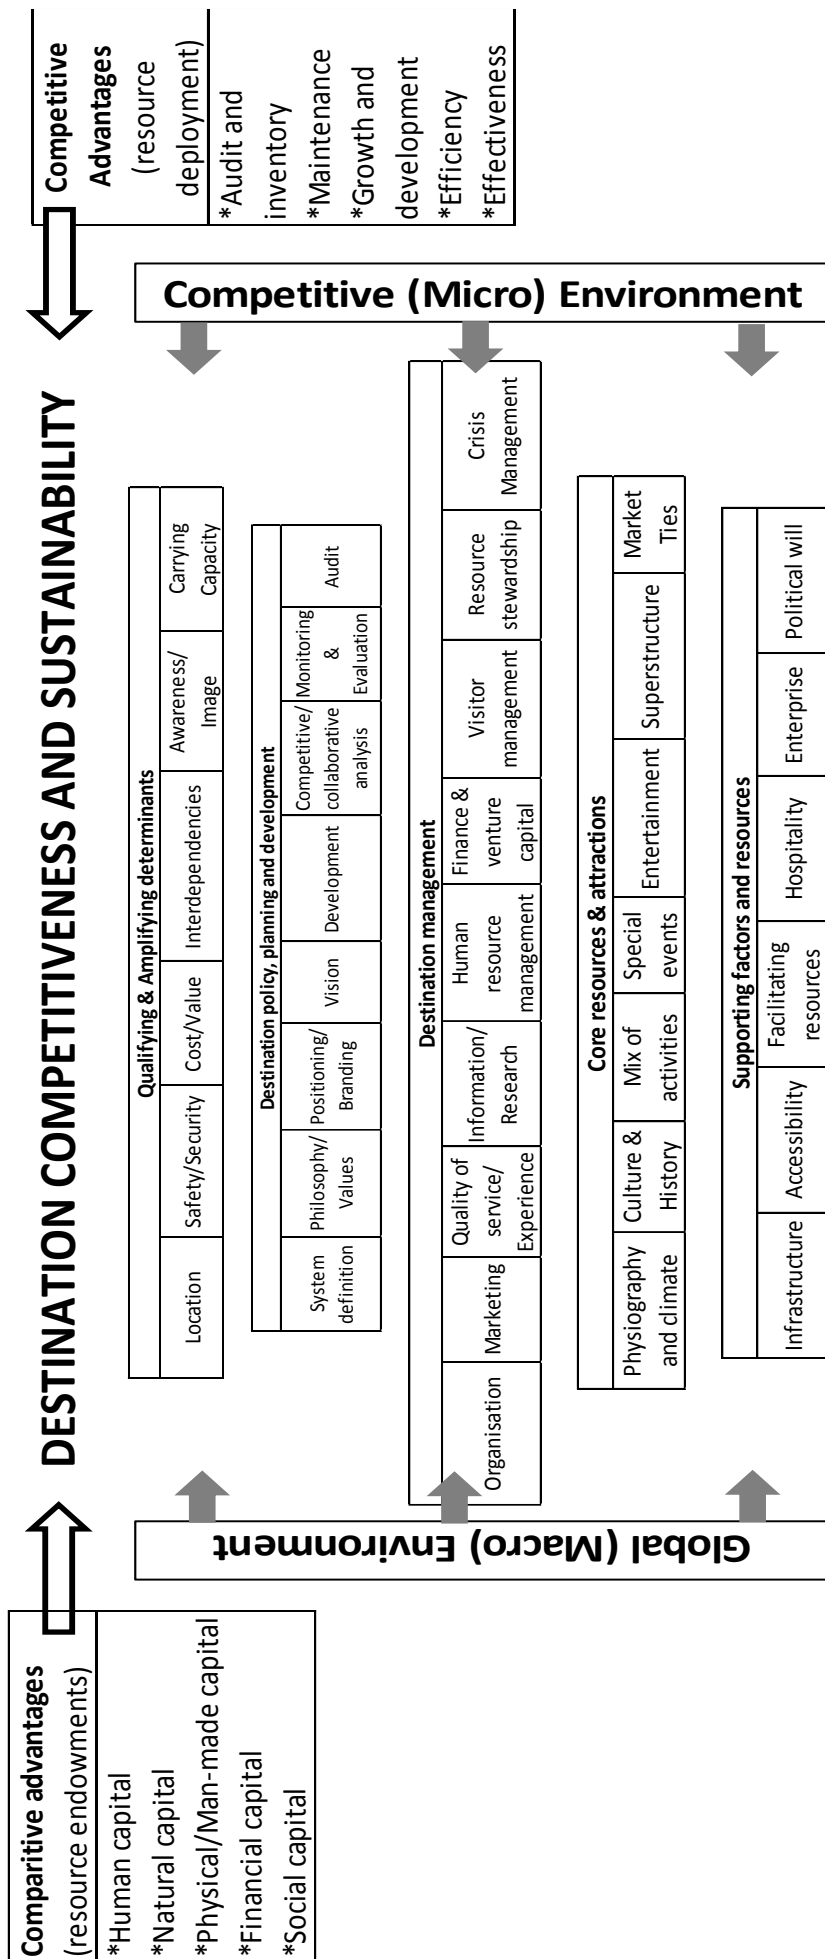 DESTINATION COMPETITIVENESS AND SUSTAINABILITY
Comparitive advantages
(resource endowments)
*Human capital
*Natural capital
*Physical/Man-made capital
*Financial capital
*Social capital
Competitive
Advantages
(resource
deployment)
*Audit and
inventory
*Maintenance
*Growth and
development
*Efficiency
*Effectiveness
Global (Macro) Environment
Qualifying & Amplifying determinants
Location
Safety/Security
Cost/Value
Interdependencies
Awareness/
Image
Carrying
Capacity
Destination policy, planning and development
System
definition
Philosophy/
Values
Positioning/
Branding
Vision
Development
Competitive/
collaborative
analysis
Monitoring
&
Evaluation
Audit
Destination management
Organisation
Marketing
Quality of
service/
Experience
Information/
Research
Human
resource
management
Finance &
venture
capital
Visitor
management
Resource
stewardship
Crisis
Management
Core resources & attractions
Physiography
and climate
Culture &
History
Mix of
activities
Special
events
Entertainment
Superstructure
Market
Ties
Supporting factors and resources
Infrastructure
Accessibility
Facilitating
resources
Hospitality
Enterprise
Political will
Competitive (Micro) Environment